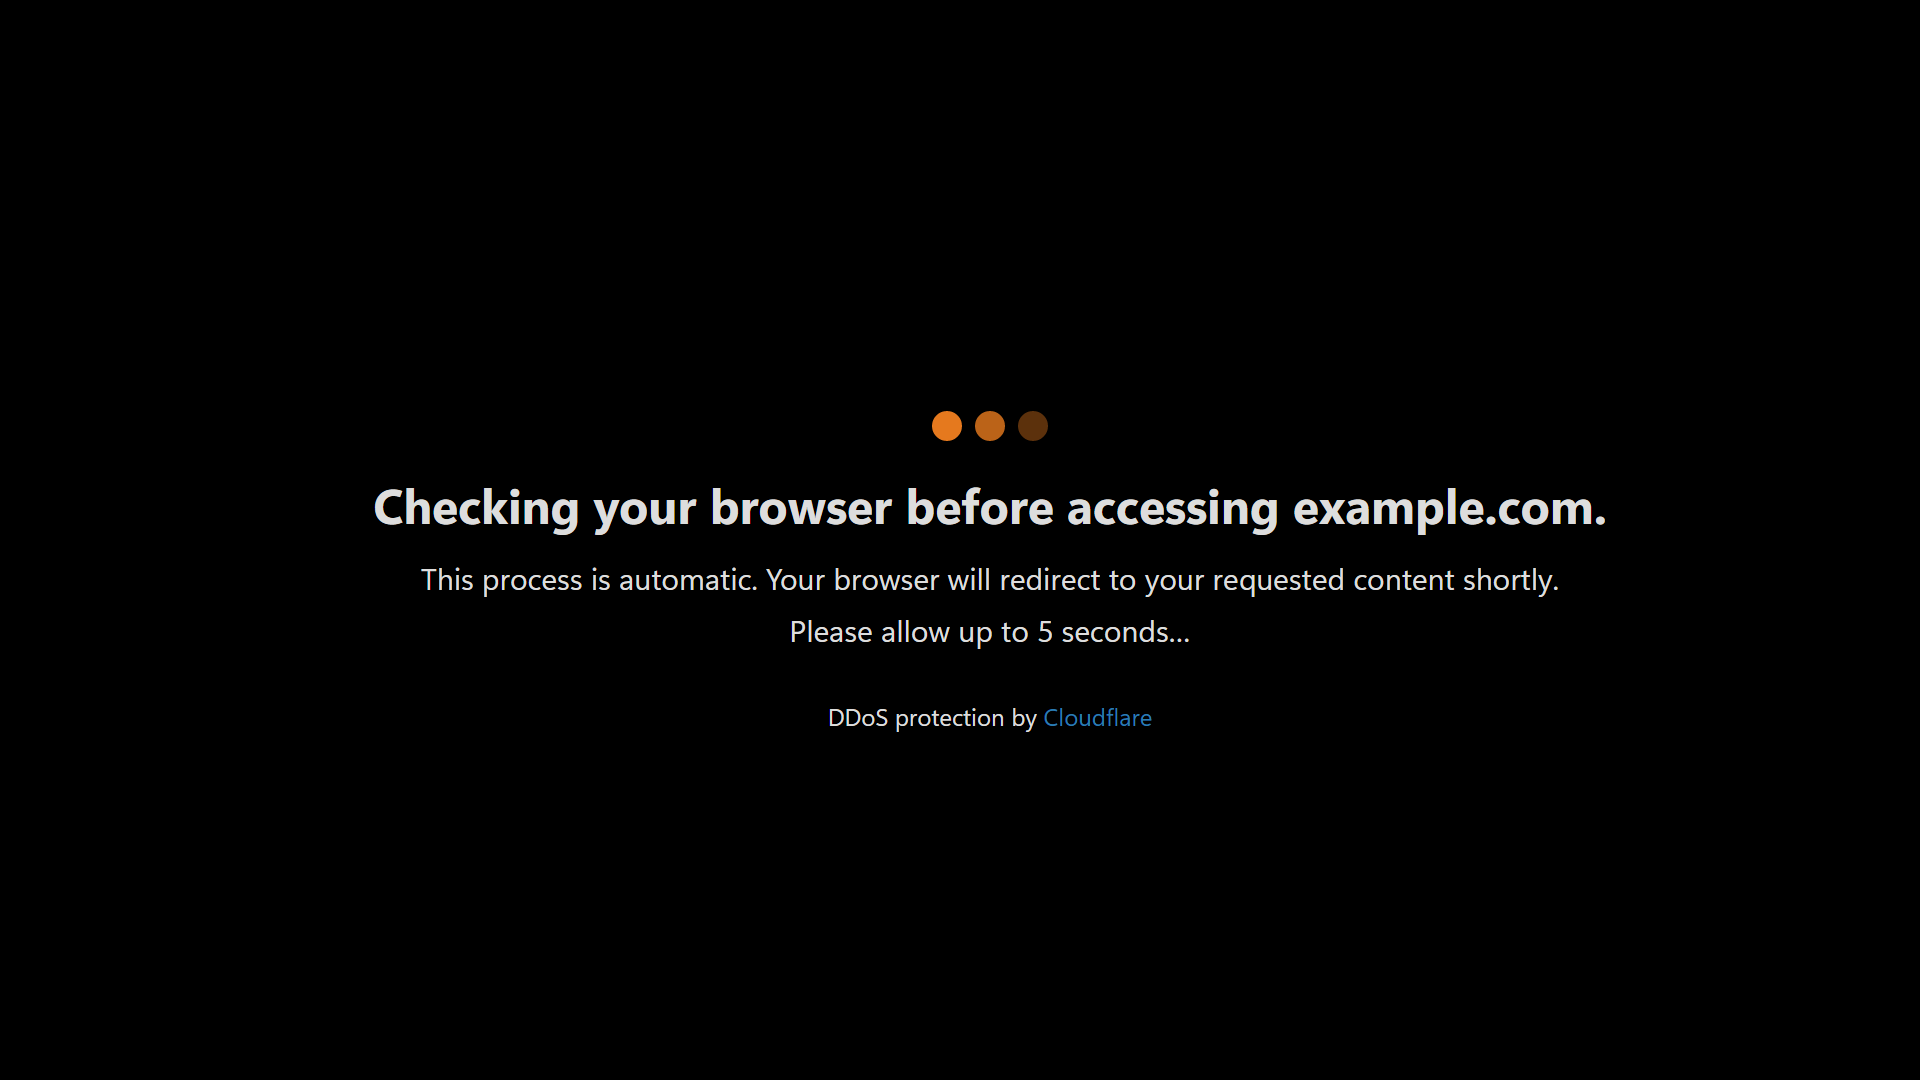 Checking your browser before accessing example.com.
This process is automatic. Your browser will redirect to your requested content shortly.
Please allow up to 5 seconds...
DDoS protection by Cloudflare